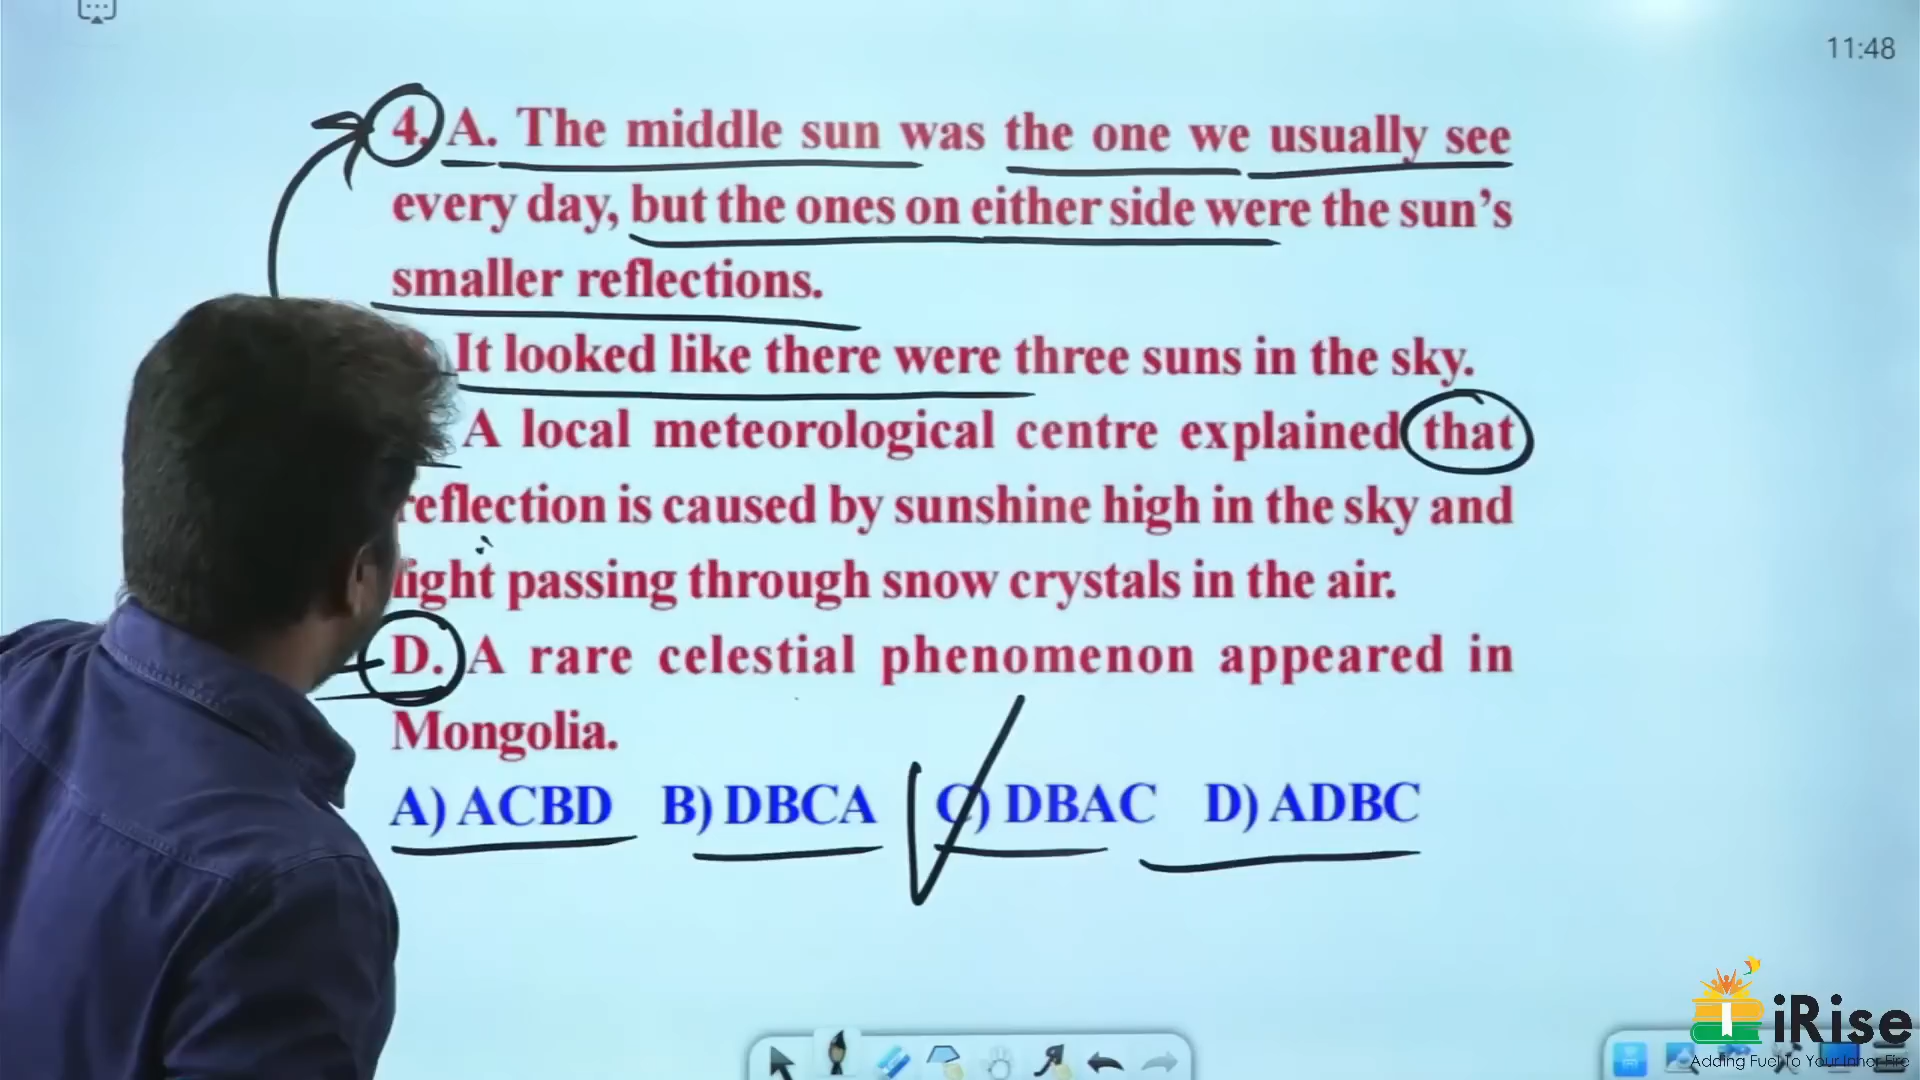 11:48
4. A. The middle sun was the one we usually see
every day, but the ones on either side were the sun's
smaller reflections.
It looked like there were three suns in the sky.
A local meteorological centre explained that
reflection is caused by sunshine high in the sky and
light passing through snow crystals in the air.
D. A rare celestial phenomenon appeared in
Mongolia.
A) ACBD B) DBCA C) DBAC D) ADBC
iRise
Adding Fuel To Your Inner Fire